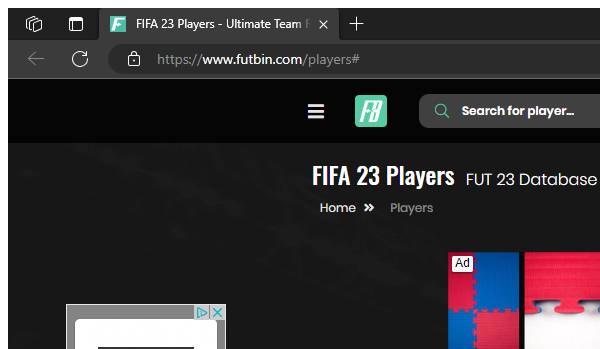 FIFA 23 Players - Ultimate Team
https://www.futbin.com/players#
FB
Search for player...
FIFA 23 Players FUT 23 Database
Home » Players
Ad